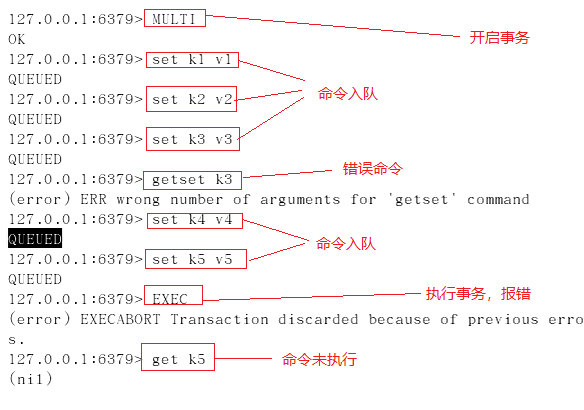 127.0.0.1:6379> MULTI
开启事务
OK
127.0.0.1:6379> set k1 v1
QUEUED
127.0.0.1:6379> set k2 v2
命令入队
QUEUED
127.0.0.1:6379> set k3 v3
QUEUED
错误命令
127.0.0.1:6379> getset k3
(error) ERR wrong number of arguments for 'getset' command
127.0.0.1:6379> set k4 v4
QUEUED
命令入队
127.0.0.1:6379> set k5 v5
QUEUED
127.0.0.1:6379> EXEC
执行事务，报错
(error) EXECABORT Transaction discarded because of previous erro
s.
127.0.0.1:6379> get k5
命令未执行
(nil)